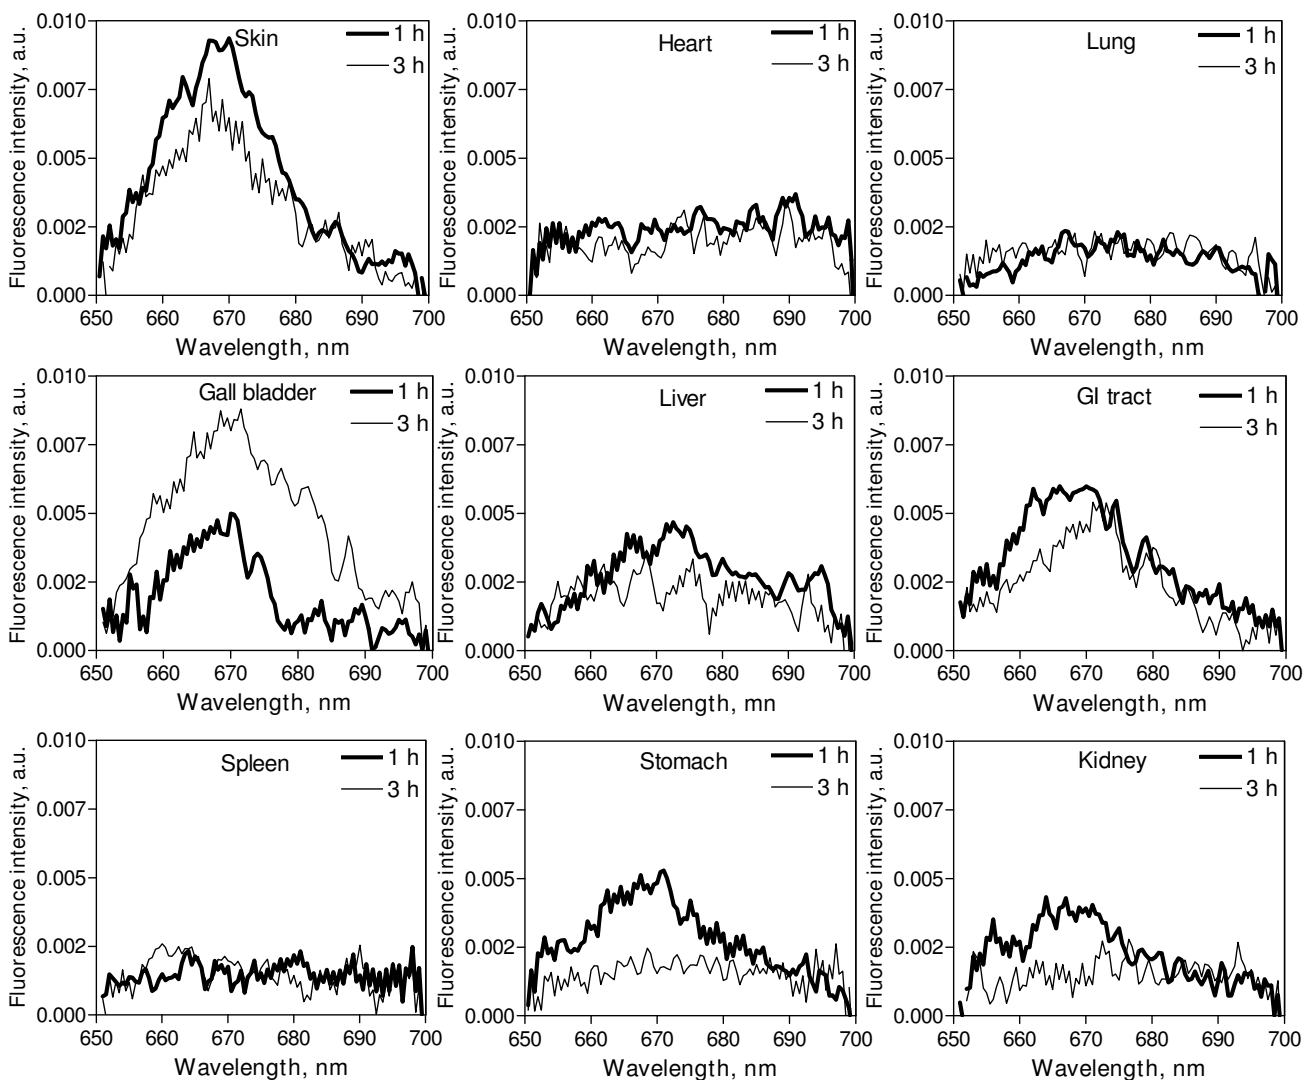 Skin
1 h
3 h
Fluorescence intensity, a.u.
0.010
0.007
0.005
0.002
0.000
650 660 670 680 690 700
Wavelength, nm
Heart
1 h
3 h
Fluorescence intensity, a.u.
0.010
0.007
0.005
0.002
0.000
650 660 670 680 690 700
Wavelength, nm
Lung
1 h
3 h
Fluorescence intensity, a.u.
0.010
0.007
0.005
0.002
0.000
650 660 670 680 690 700
Wavelength, nm
Gall bladder
1 h
3 h
Fluorescence intensity, a.u.
0.010
0.007
0.005
0.002
0.000
650 660 670 680 690 700
Wavelength, nm
Liver
1 h
3 h
Fluorescence intensity, a.u.
0.010
0.007
0.005
0.002
0.000
650 660 670 680 690 700
Wavelength, mn
GI tract
1 h
3 h
Fluorescence intensity, a.u.
0.010
0.007
0.005
0.002
0.000
650 660 670 680 690 700
Wavelength, nm
Spleen
1 h
3 h
Fluorescence intensity, a.u.
0.010
0.007
0.005
0.002
0.000
650 660 670 680 690 700
Wavelength, nm
Stomach
1 h
3 h
Fluorescence intensity, a.u.
0.010
0.007
0.005
0.002
0.000
650 660 670 680 690 700
Wavelength, nm
Kidney
1 h
3 h
Fluorescence intensity, a.u.
0.010
0.007
0.005
0.002
0.000
650 660 670 680 690 700
Wavelength, nm